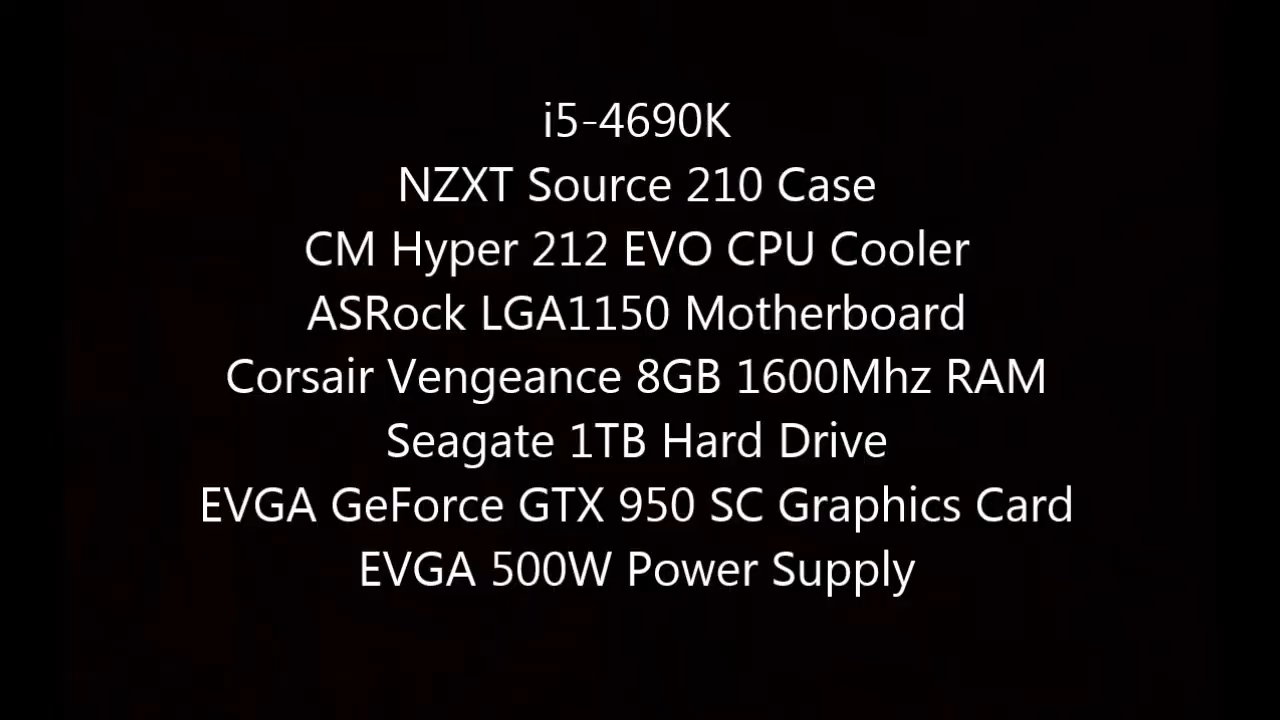 i5-4690K
NZXT Source 210 Case
CM Hyper 212 EVO CPU Cooler
ASRock LGA1150 Motherboard
Corsair Vengeance 8GB 1600Mhz RAM
Seagate 1TB Hard Drive
EVGA GeForce GTX 950 SC Graphics Card
EVGA 500W Power Supply